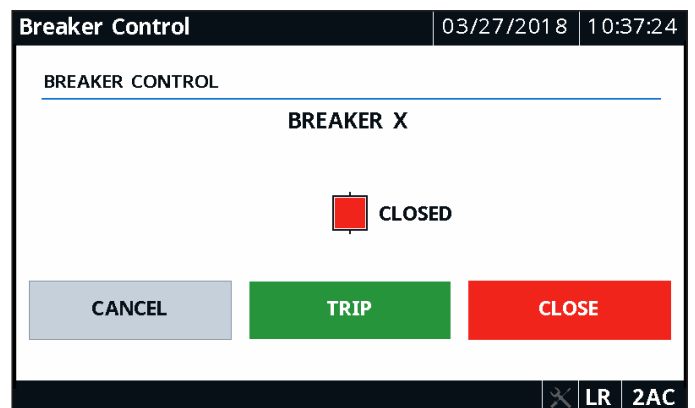 Breaker Control 03/27/2018 10:37:24
BREAKER CONTROL
BREAKER X
CLOSED
CANCEL TRIP CLOSE
LR 2AC